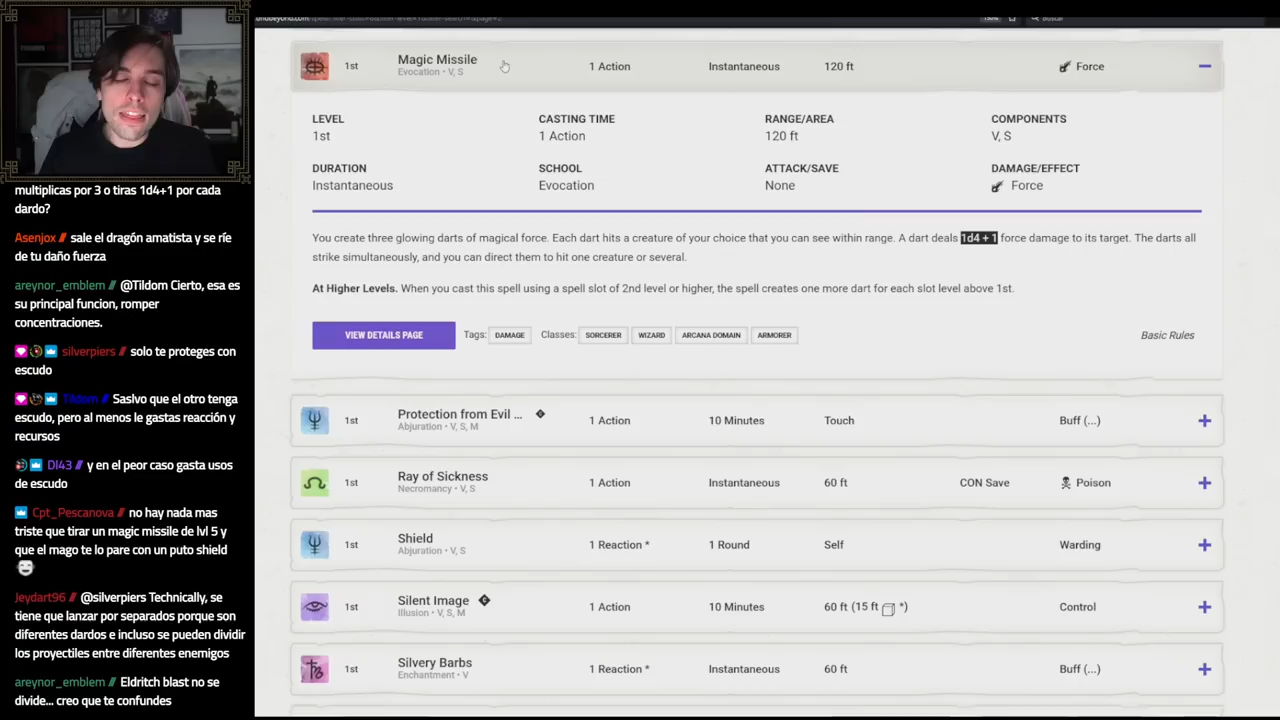 Magic Missile
Evocation • V, S
1st
1 Action
Instantaneous
120 ft
Force
LEVEL
1st
CASTING TIME
1 Action
RANGE/AREA
120 ft
COMPONENTS
V, S
DURATION
Instantaneous
SCHOOL
Evocation
ATTACK/SAVE
None
DAMAGE/EFFECT
Force
You create three glowing darts of magical force. Each dart hits a creature of your choice that you can see within range. A dart deals 1d4 + 1 force damage to its target. The darts all
strike simultaneously, and you can direct them to hit one creature or several.
At Higher Levels. When you cast this spell using a spell slot of 2nd level or higher, the spell creates one more dart for each slot level above 1st.
VIEW DETAILS PAGE
Tags: DAMAGE
Classes: SORCERER WIZARD ARCANA DOMAIN ARMORER
Basic Rules
1st
Protection from Evil ...
Abjuration • V, S, M
1 Action
10 Minutes
Touch
Buff (...)
1st
Ray of Sickness
Necromancy • V, S
1 Action
Instantaneous
60 ft
CON Save
Poison
1st
Shield
Abjuration • V, S
1 Reaction *
1 Round
Self
Warding
1st
Silent Image
Illusion • V, S, M
1 Action
10 Minutes
60 ft (15 ft *)
Control
1st
Silvery Barbs
Enchantment • V
1 Reaction *
Instantaneous
60 ft
Buff (...)
multiplicas por 3 o tiras 1d4+1 por cada
dardo?
Asenjox // sale el dragón amatista y se ríe
de tu daño fuerza
areynor_emblem // @Tildom Cierto, esa es
su principal funcion, romper
concentraciones.
silverpiers // solo te proteges con
escudo
Tildom // Saslvo que el otro tenga
escudo, pero al menos le gastas reacción y
recursos
Dl43 // y en el peor caso gasta usos
de escudo
Cpt_Pescanova // no hay nada mas
triste que tirar un magic missile de lvl 5 y
que el mago te lo pare con un puto shield
Jeydart96 // @silverpiers Technically, se
tiene que lanzar por separados porque son
diferentes dardos e incluso se pueden dividir
los proyectiles entre diferentes enemigos
areynor_emblem // Eldritch blast no se
divide... creo que te confundes